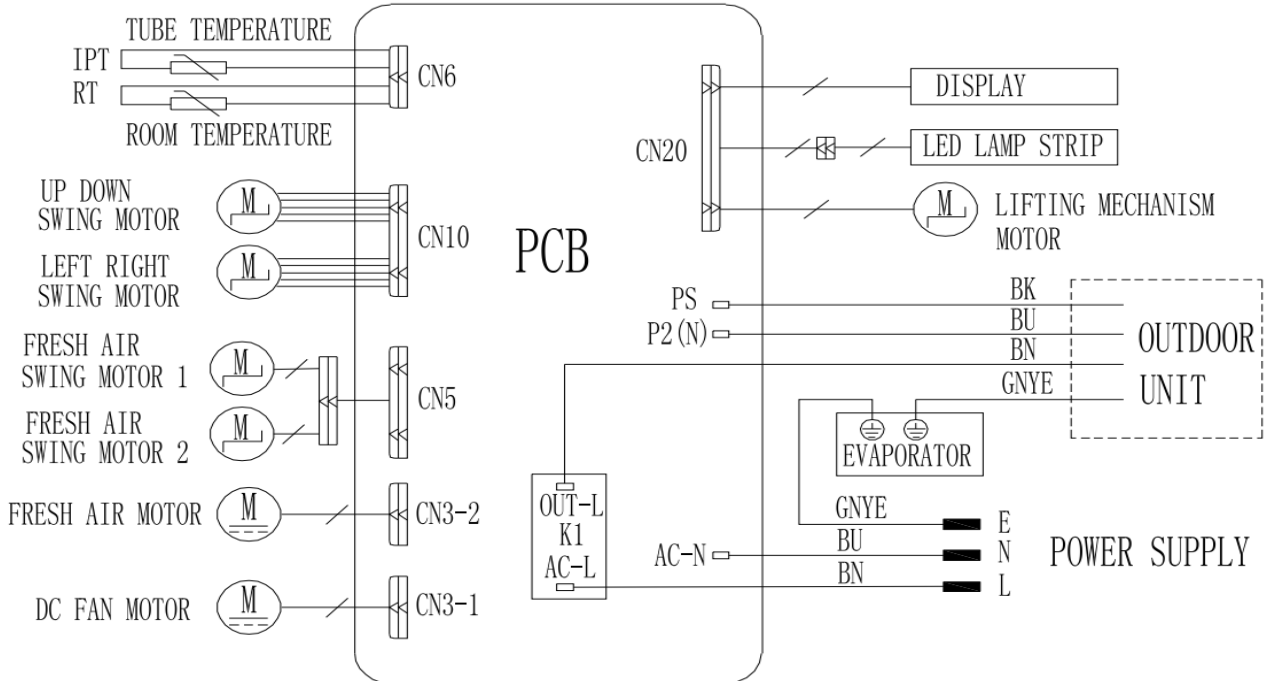 TUBE TEMPERATURE
IPT
CN6
RT
ROOM TEMPERATURE
UP DOWN
SWING MOTOR
M
CN10
LEFT RIGHT
SWING MOTOR
M
FRESH AIR
SWING MOTOR 1
M
CN5
FRESH AIR
SWING MOTOR 2
M
FRESH AIR MOTOR
M
CN3-2
DC FAN MOTOR
M
CN3-1
PCB
CN20
DISPLAY
LED LAMP STRIP
M
LIFTING MECHANISM
MOTOR
PS
BK
P2(N)
BU
BN
GNYE
OUTDOOR
UNIT
EVAPORATOR
OUT-L
K1
AC-L
GNYE
E
AC-N
BU
N
BN
L
POWER SUPPLY